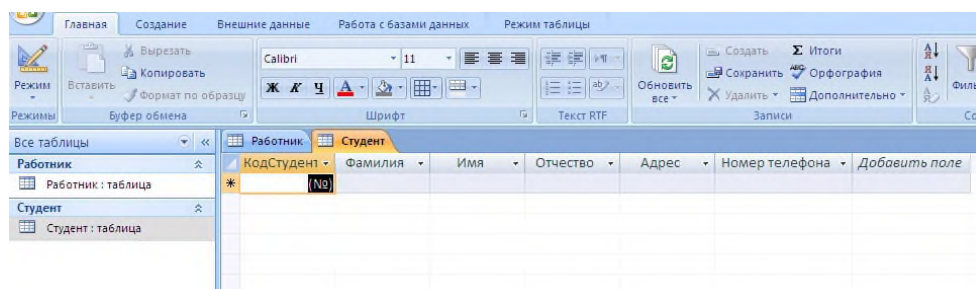 Главная Создание Внешние данные Работа с базами данных Режим таблицы
Режим
Вставить
Вырезать
Копировать
Формат по образцу
Calibri 11
Ж К Ч
Обновить все
Создать
Сохранить
Удалить
Σ Итоги
Орфография
Дополнительно
Режимы Буфер обмена Шрифт Текст RTF Записи
Все таблицы
Работник
Работник : таблица
Студент
Студент : таблица
Работник Студент
КодСтудент Фамилия Имя Отчество Адрес Номер телефона Добавить поле
* (№)